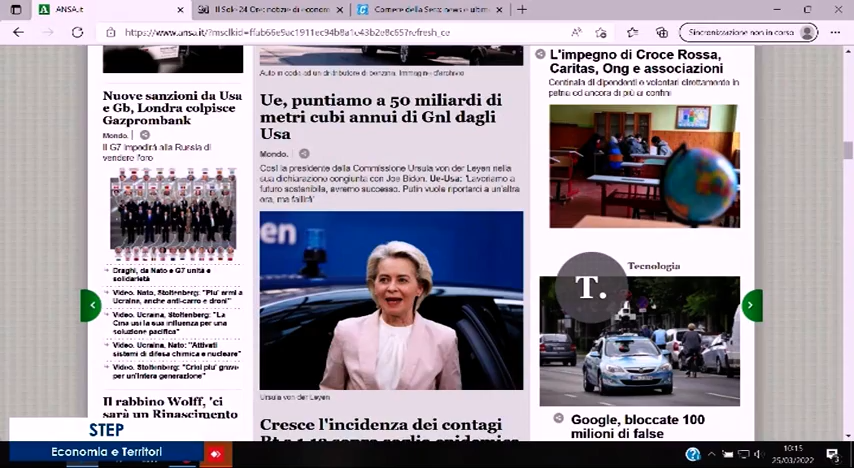 ANSA.it
Il Sole 24 Ore: notizie di econom
Corriere della Sera: news e ultime
https://www.ansa.it/?msclkid=
Sincronizzazione non in corso
Auto in coda ad un distributore di benzina. Immagine d'archivio
Nuove sanzioni da Usa
e Gb, Londra colpisce
Gazprombank
Mondo.
Il G7 impedirà alla Russia di
vendere l'oro
Draghi, da Nato e G7 unità e
solidarietà
Video. Nato, Stoltenberg: "Piu' armi a
Ucraina, anche anti-carro e droni"
Video. Ucraina, Stoltenberg: "La
Cina usi la sua influenza per una
soluzione pacifica"
Video. Ucraina, Nato: "Attivati
sistemi di difesa chimica e nucleare"
Video. Stoltenberg: "Crisi piu' grave
per un'intera generazione"
Il rabbino Wolff, 'ci
sarà un Rinascimento
Ue, puntiamo a 50 miliardi di
metri cubi annui di Gnl dagli
Usa
Mondo.
Così la presidente della Commissione Ursula von der Leyen nella
sua dichiarazione congiunta con Joe Biden. Ue-Usa: 'Lavoriamo a
futuro sostenibile, avremo successo. Putin vuole riportarci a un'altra
era, ma fallirà'
Ursula von der Leyen
Cresce l'incidenza dei contagi
L'impegno di Croce Rossa,
Caritas, Ong e associazioni
Centinaia di dipendenti e volontari direttamente in
patria ed ancora di più ai confini
Tecnologia
T.
Google, bloccate 100
milioni di false
STEP
Economia e Territori
10:15
25/03/2022